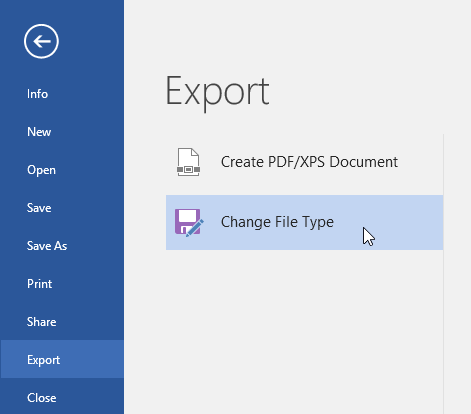 Info
New
Open
Save
Save As
Print
Share
Export
Close
Export
Create PDF/XPS Document
Change File Type